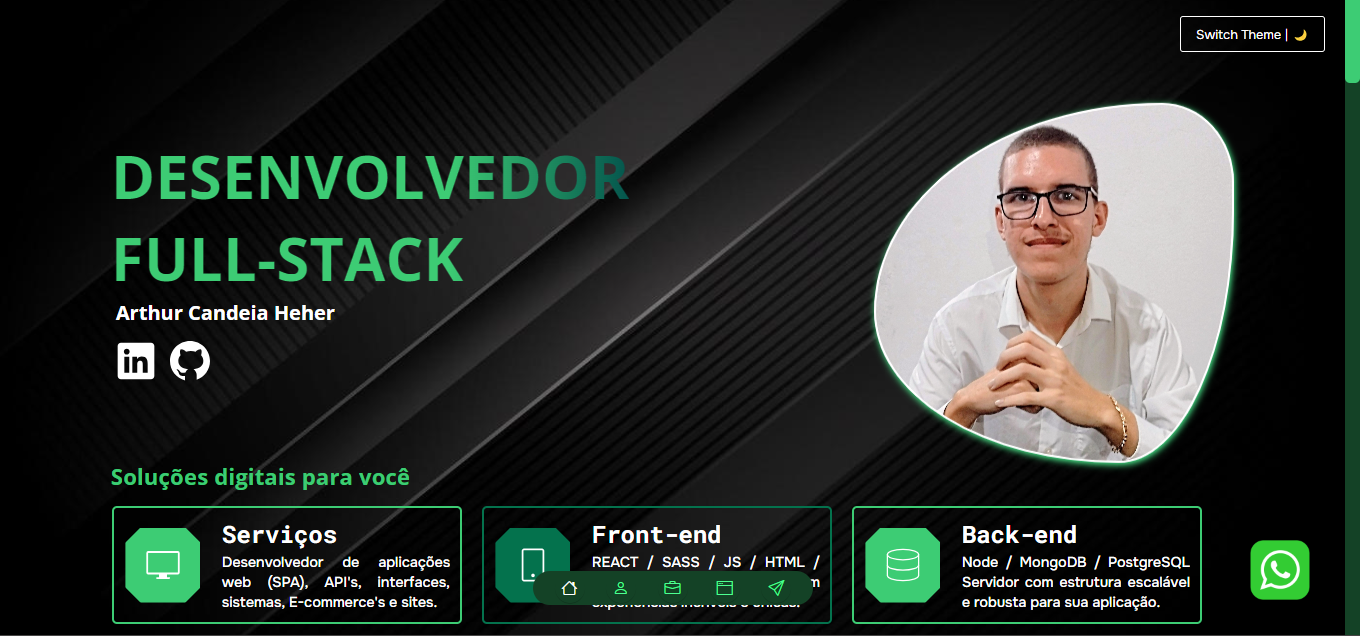 Switch Theme | 🌙
DESENVOLVEDOR
FULL-STACK
Arthur Candeia Heher
in
Soluções digitais para você
Serviços
Desenvolvedor de aplicações
web (SPA), API's, interfaces,
sistemas, E-commerce's e sites.
Front-end
REACT / SASS / JS / HTML /
Back-end
Node / MongoDB / PostgreSQL
Servidor com estrutura escalável
e robusta para sua aplicação.